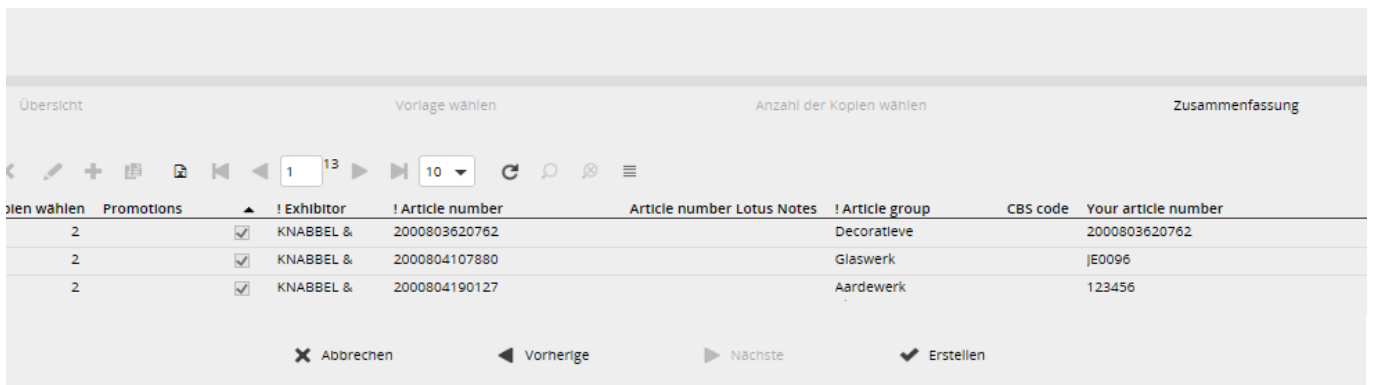 Übersicht Vorlage wählen Anzahl der Kopien wählen Zusammenfassung
1 13 10
wählen Promotions ! Exhibitor ! Article number Article number Lotus Notes ! Article group CBS code Your article number
2 KNABBEL & 2000803620762 Decoratieve 2000803620762
2 KNABBEL & 2000804107880 Glaswerk JE0096
2 KNABBEL & 2000804190127 Aardewerk 123456
Abbrechen Vorherige Nächste Erstellen